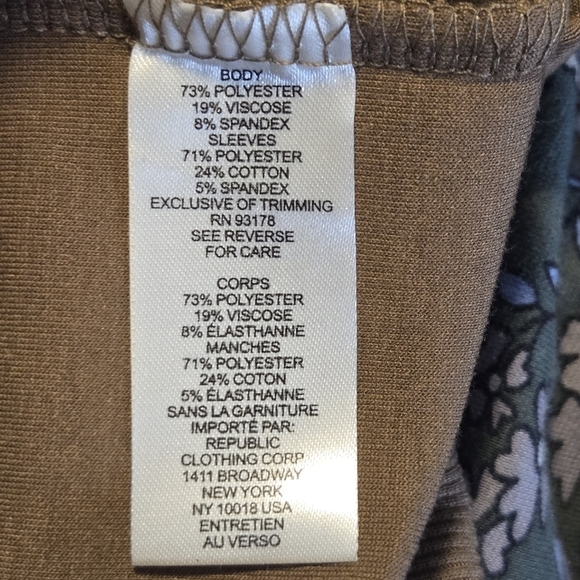 BODY
73% POLYESTER
19% VISCOSE
8% SPANDEX
SLEEVES
71% POLYESTER
24% COTTON
5% SPANDEX
EXCLUSIVE OF TRIMMING
RN 93178
SEE REVERSE
FOR CARE
CORPS
73% POLYESTER
19% VISCOSE
8% ÉLASTHANNE
MANCHES
71% POLYESTER
24% COTON
5% ÉLASTHANNE
SANS LA GARNITURE
IMPORTÉ PAR:
REPUBLIC
CLOTHING CORP
1411 BROADWAY
NEW YORK
NY 10018 USA
ENTRETIEN
AU VERSO